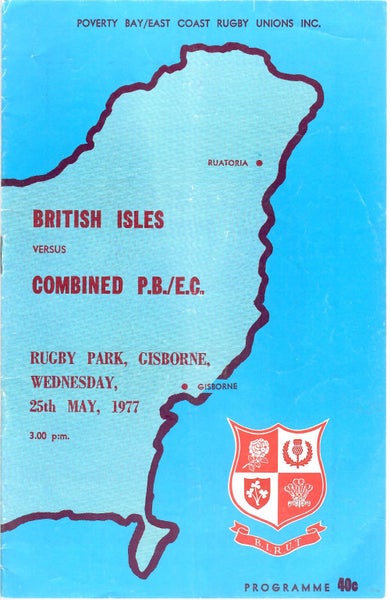 POVERTY BAY/EAST COAST RUGBY UNIONS INC.
RUATORIA
BRITISH ISLES
VERSUS
COMBINED P.B./E.C.
RUGBY PARK, GISBORNE,
WEDNESDAY,
25th MAY, 1977
GISBORNE
3.00 p.m.
B.I.R.U.T
PROGRAMME 40c